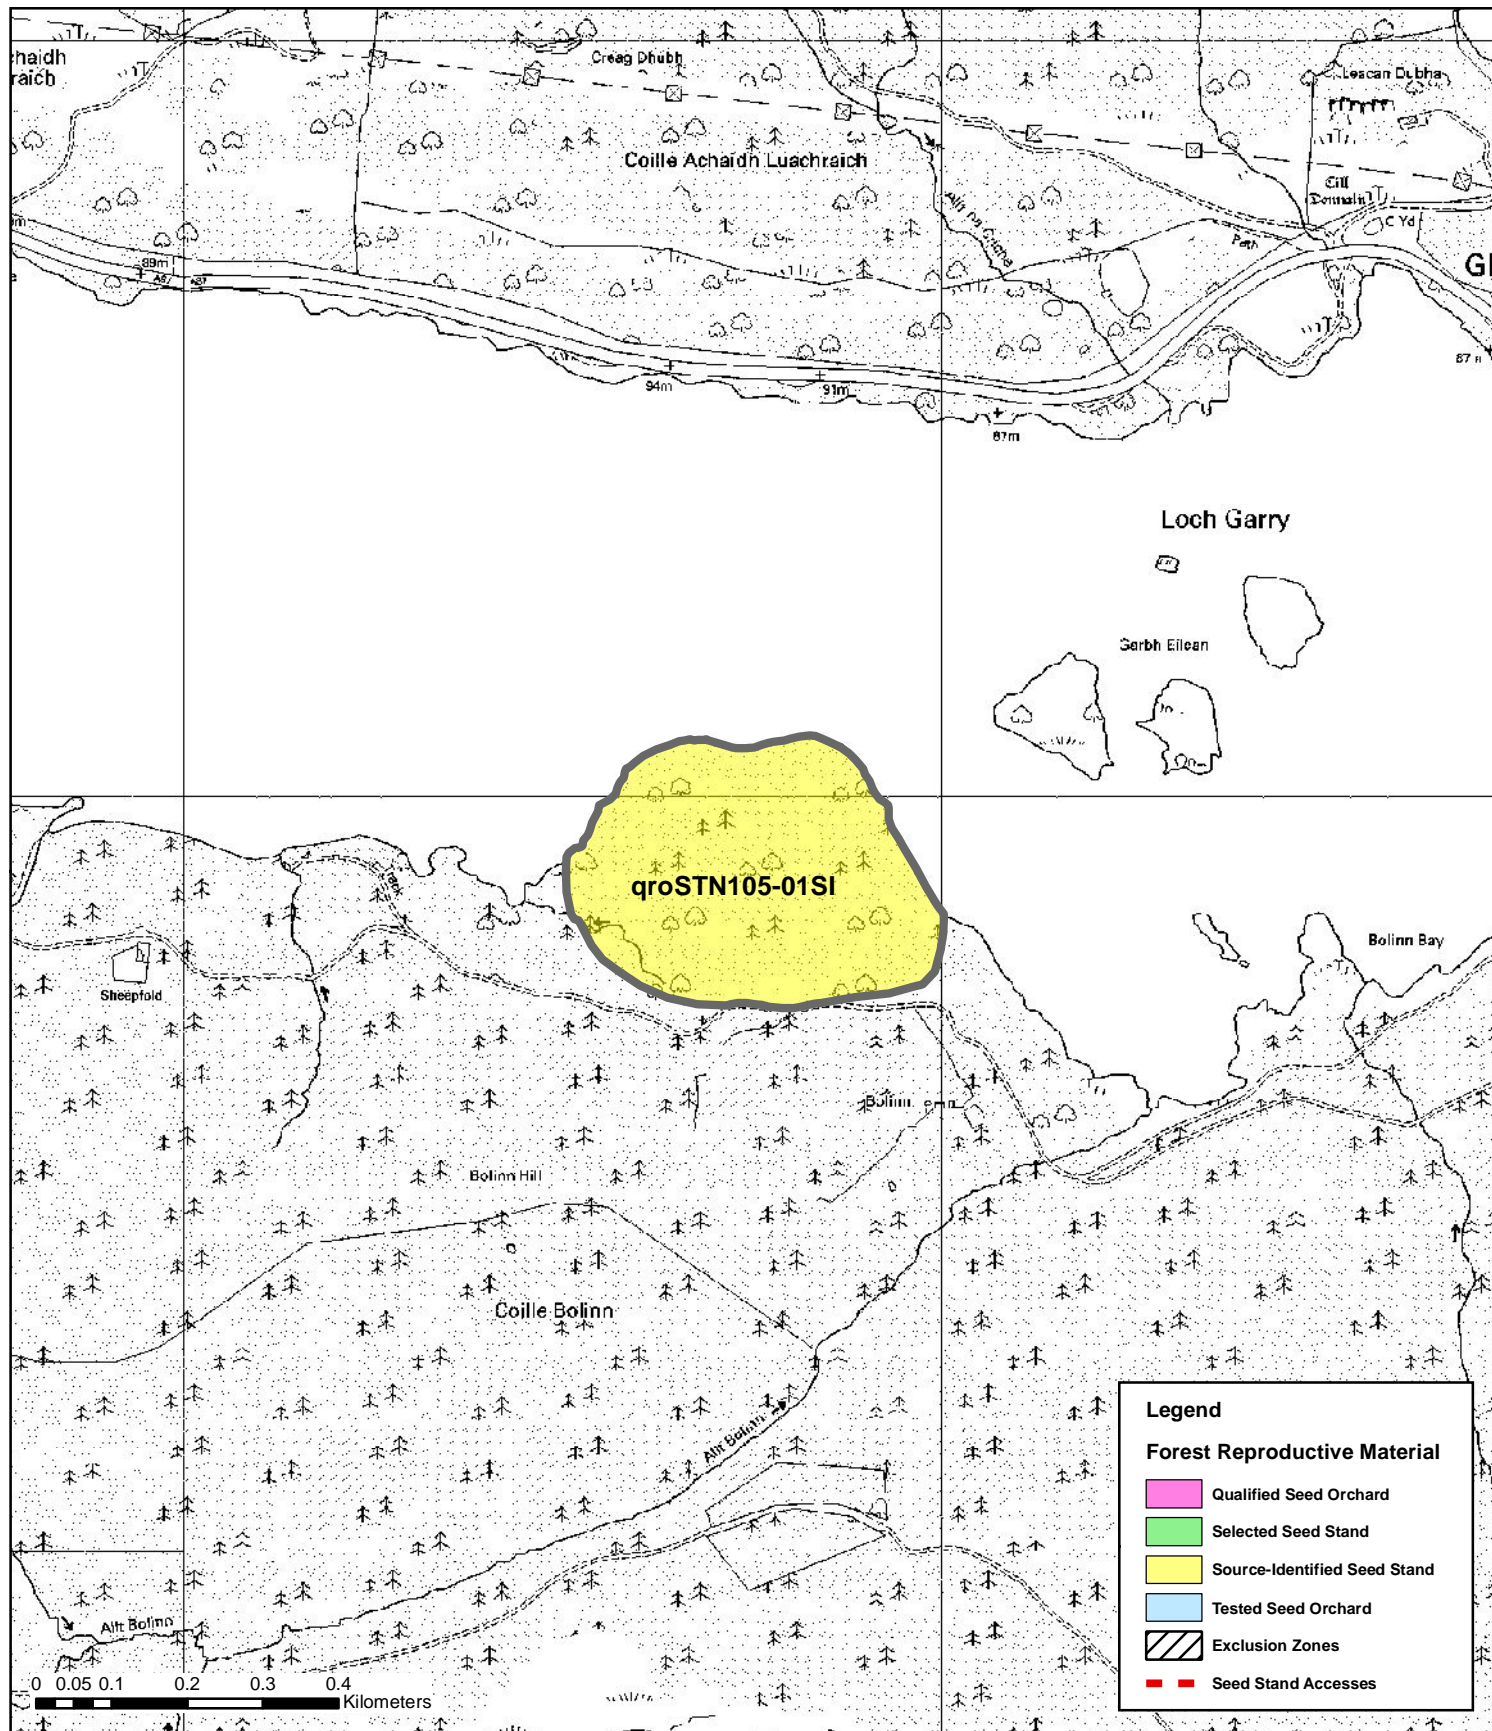 Creag Dhubh
Lescan Dubha
Coille Achaidh Luachraich
Cill
C Yd
Path
89m
A87
94m
91m
87m
Loch Garry
Garbh Eilean
qroSTN105-01SI
Track
Bolinn Bay
Sheepfold
Bolinn Hill
Coille Bolinn
Allt Bolinn
Allt Bolinn
Legend
Forest Reproductive Material
Qualified Seed Orchard
Selected Seed Stand
Source-Identified Seed Stand
Tested Seed Orchard
Exclusion Zones
Seed Stand Accesses
0 0.05 0.1 0.2 0.3 0.4
Kilometers